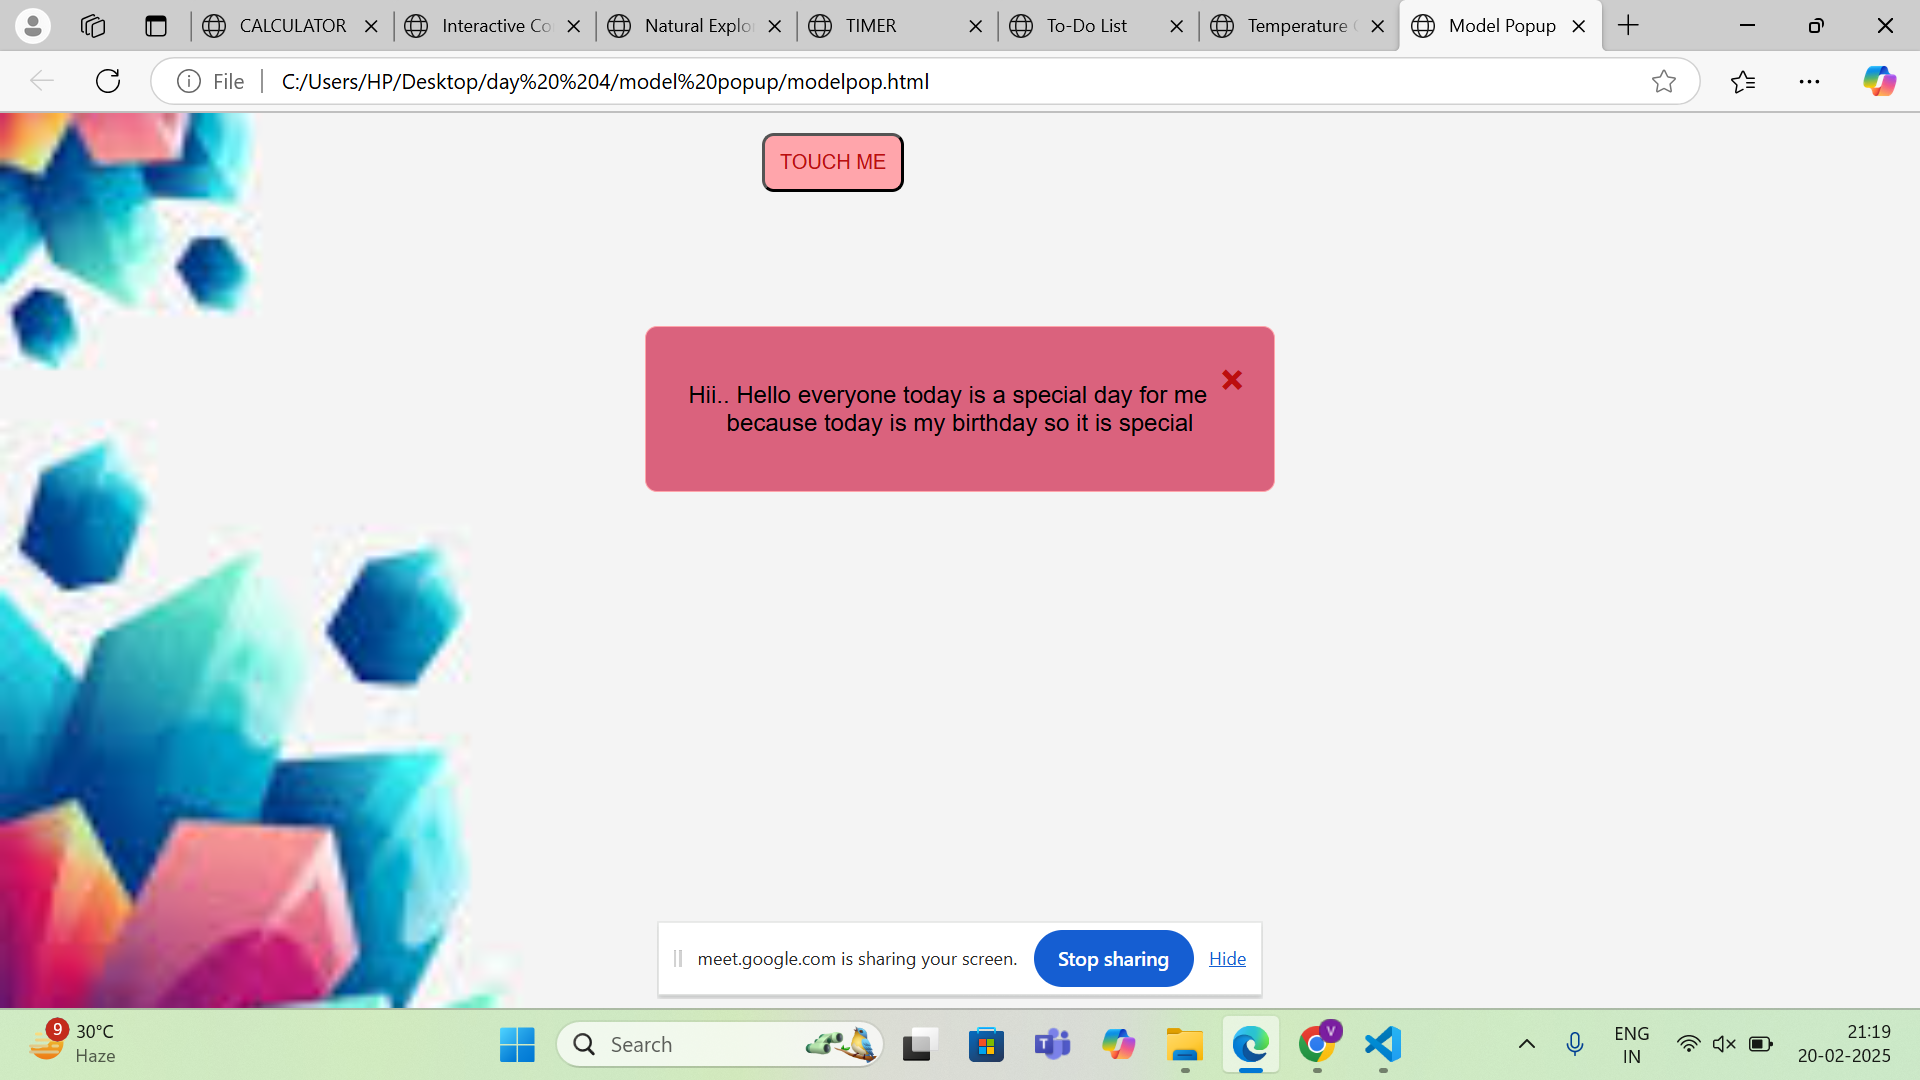 CALCULATOR
Interactive Co
Natural Explor
TIMER
To-Do List
Temperature C
Model Popup
File
C:/Users/HP/Desktop/day%20%204/model%20popup/modelpop.html
TOUCH ME
Hii.. Hello everyone today is a special day for me
because today is my birthday so it is special
meet.google.com is sharing your screen.
Stop sharing
Hide
9
30°C
Haze
Search
T
V
ENG
IN
21:19
20-02-2025